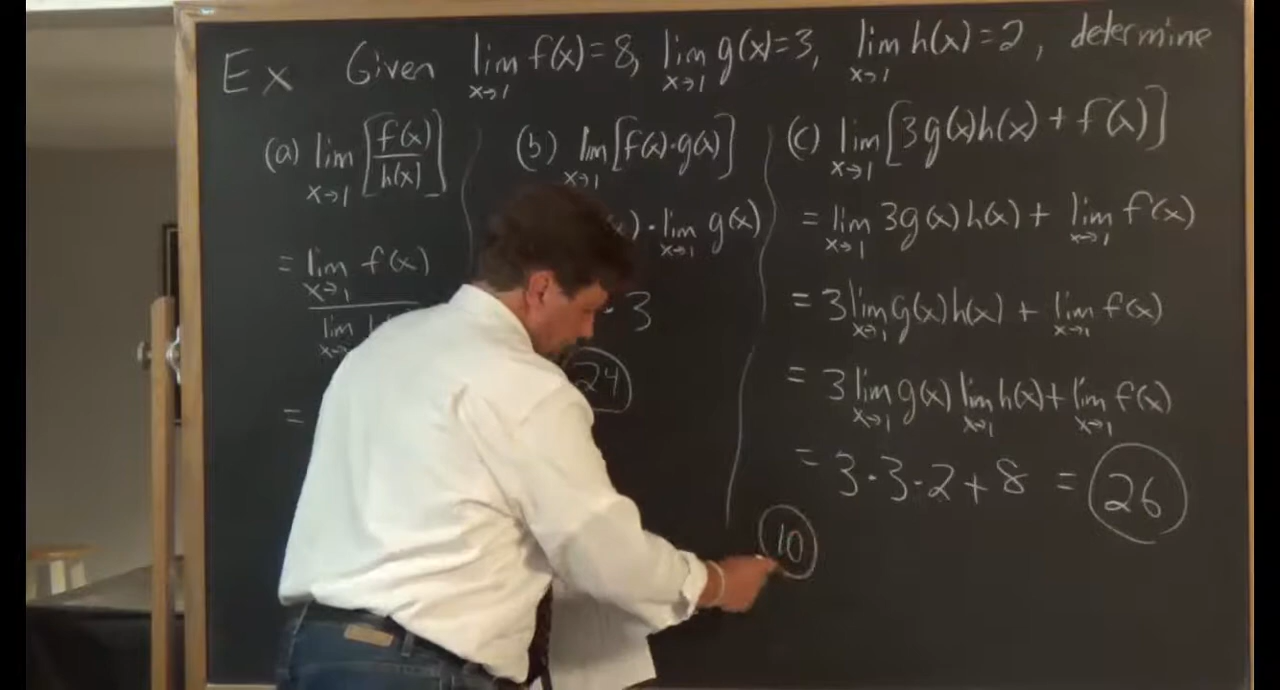 Ex Given lim f(x)=8, lim g(x)=3, lim h(x)=2, determine
x→1 x→1 x→1
(a) lim [f(x)/h(x)]
x→1
= lim f(x)
x→1
lim
=
(b) lim [f(x)·g(x)]
x→1
) · lim g(x)
x→1
· 3
24
(c) lim [3g(x)h(x) + f(x)]
x→1
= lim 3g(x)h(x) + lim f(x)
x→1 x→1
= 3 lim g(x)h(x) + lim f(x)
x→1 x→1
= 3 lim g(x) lim h(x) + lim f(x)
x→1 x→1 x→1
= 3·3·2+8 = 26
10